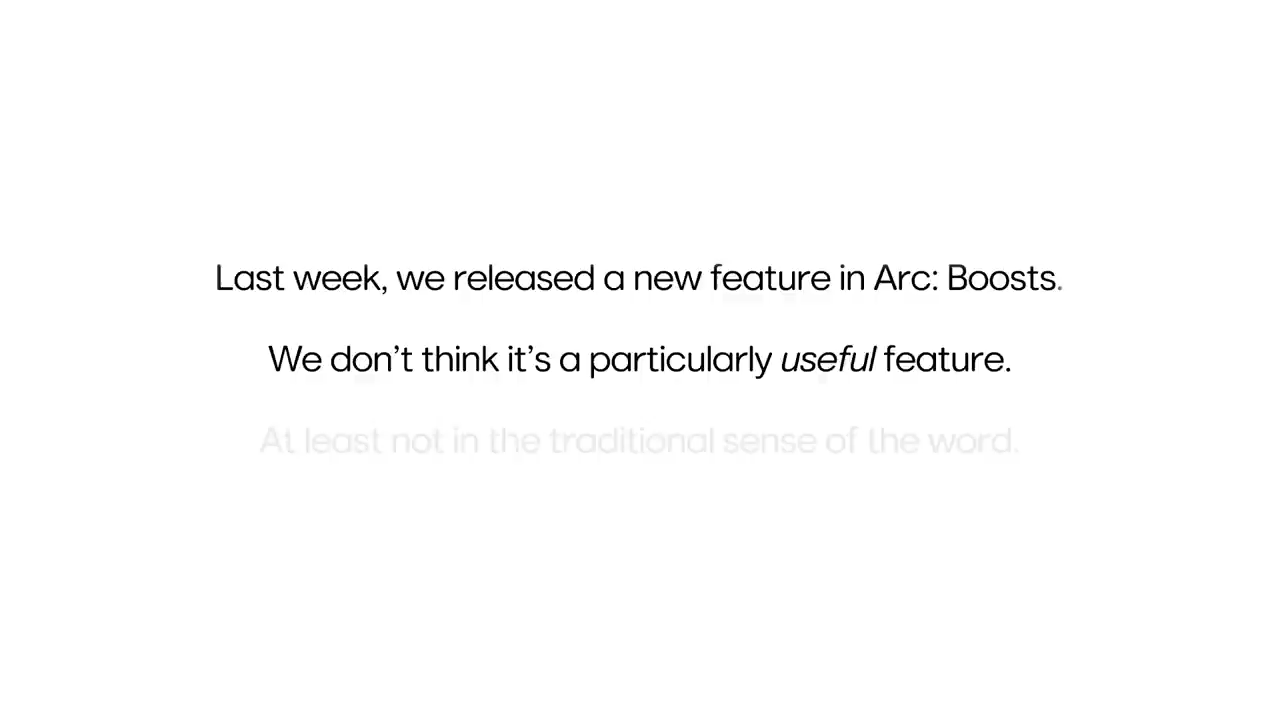 Last week, we released a new feature in Arc: Boosts.
We don’t think it’s a particularly useful feature.
At least not in the traditional sense of the word.